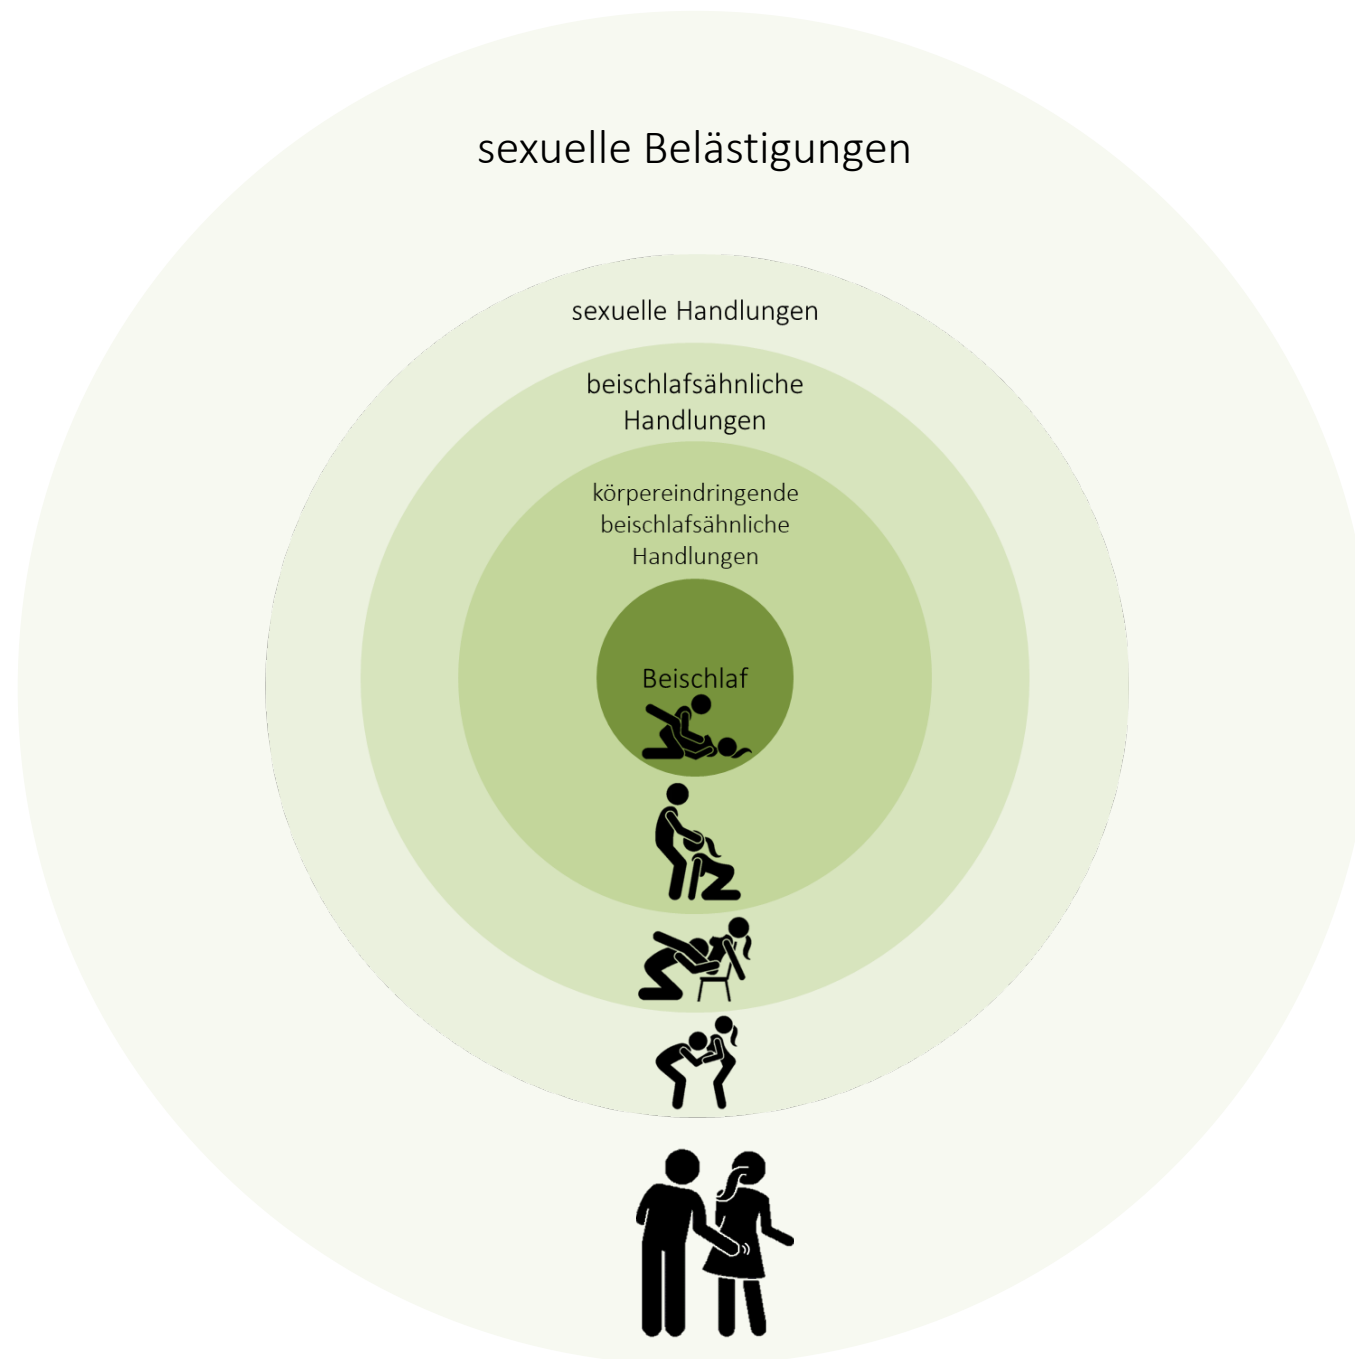 sexuelle Belästigungen
sexuelle Handlungen
beischlafsähnliche
Handlungen
körpereindringende
beischlafsähnliche
Handlungen
Beischlaf